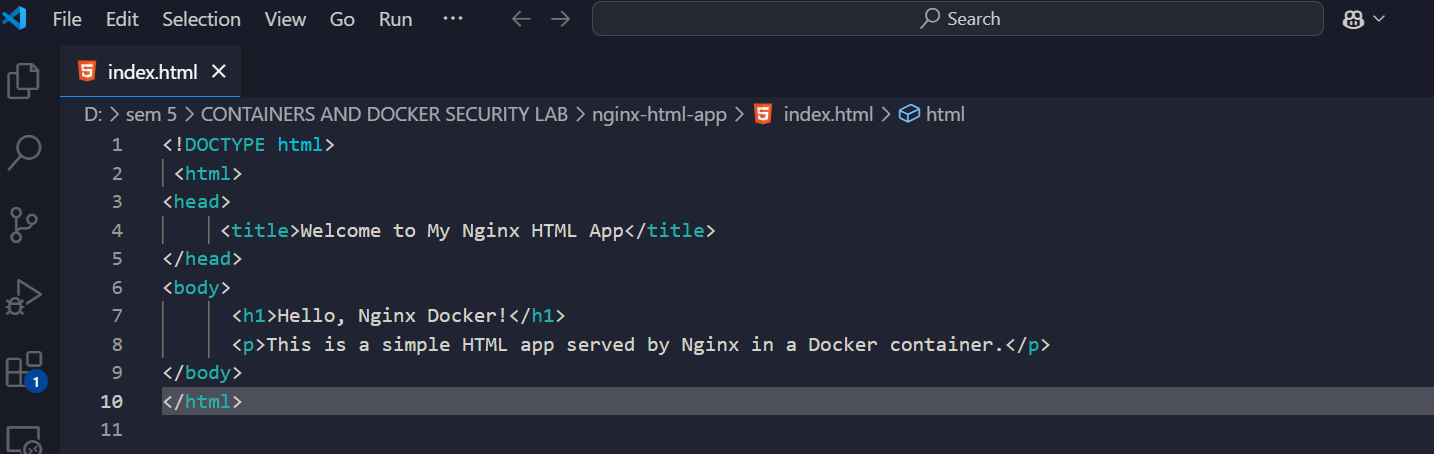 File Edit Selection View Go Run ··· Search
index.html
D: > sem 5 > CONTAINERS AND DOCKER SECURITY LAB > nginx-html-app > index.html > html
1 <!DOCTYPE html>
2 <html>
3 <head>
4 <title>Welcome to My Nginx HTML App</title>
5 </head>
6 <body>
7 <h1>Hello, Nginx Docker!</h1>
8 <p>This is a simple HTML app served by Nginx in a Docker container.</p>
9 </body>
1
10 </html>
11